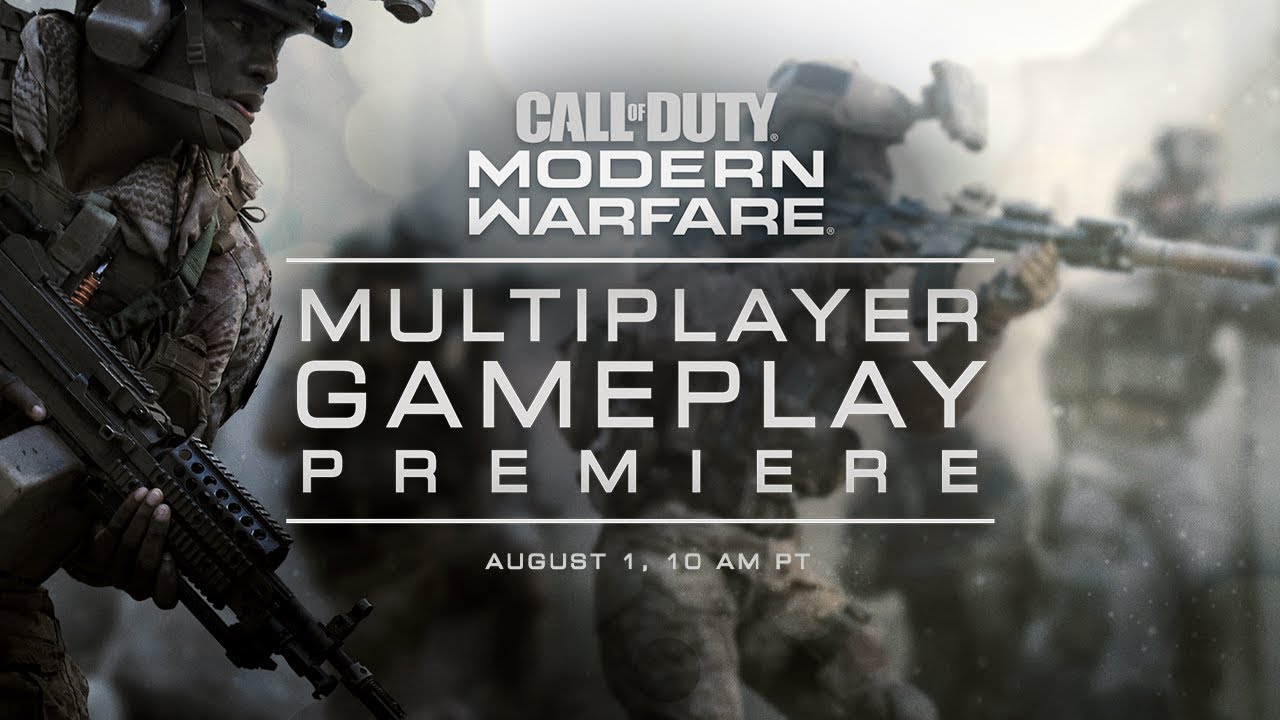 CALL OF DUTY®
MODERN
WARFARE®
MULTIPLAYER
GAMEPLAY
PREMIERE
AUGUST 1, 10 AM PT